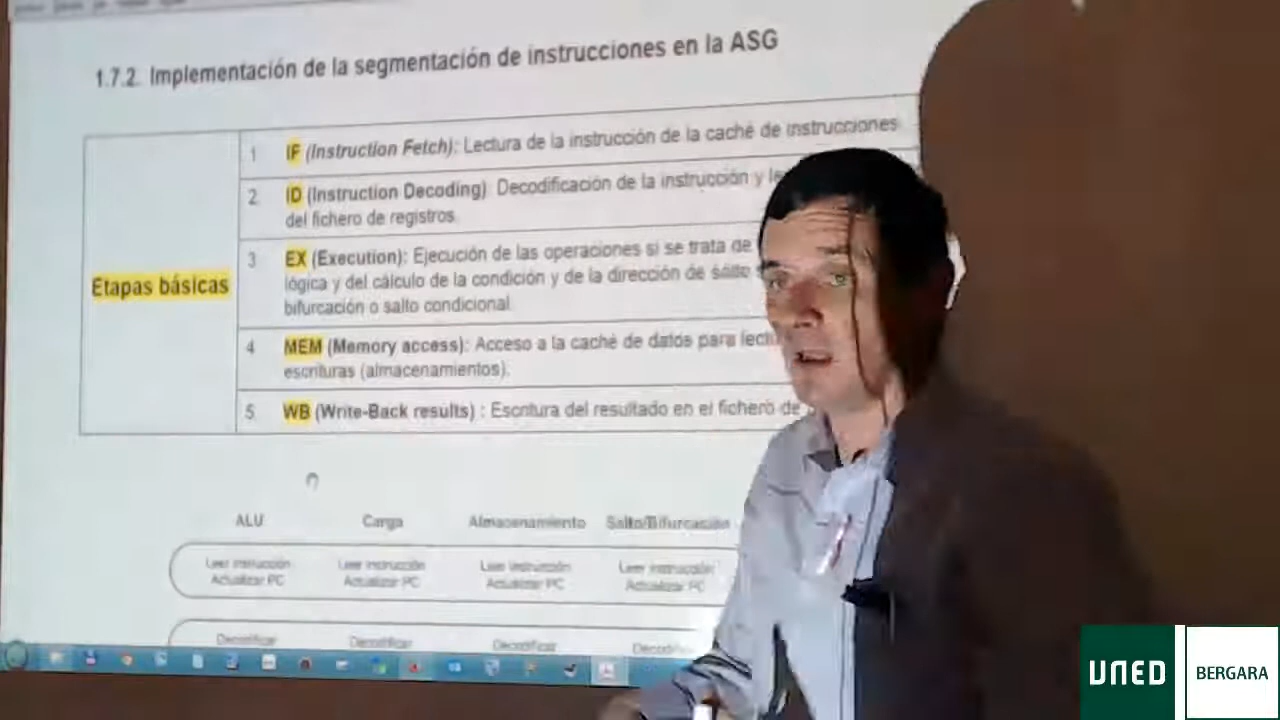 1.7.2. Implementación de la segmentación de instrucciones en la ASG
Etapas básicas
1 IF (Instruction Fetch): Lectura de la instrucción de la caché de instrucciones.
2 ID (Instruction Decoding): Decodificación de la instrucción y
del fichero de registros.
3 EX (Execution): Ejecución de las operaciones si se trata de
lógica y del cálculo de la condición y de la dirección de salto
bifurcación o salto condicional.
4 MEM (Memory access): Acceso a la caché de datos para
escrituras (almacenamientos).
5. WB (Write-Back results) : Escritura del resultado en el fichero de
ALU Carga Almacenamiento Salto/Bifurcación
Leer instrucción Leer instrucción Leer instrucción Leer instrucción
Actualizar PC Actualizar PC Actualizar PC Actualizar PC
Decodificar Decodificar Decodificar
UNED BERGARA